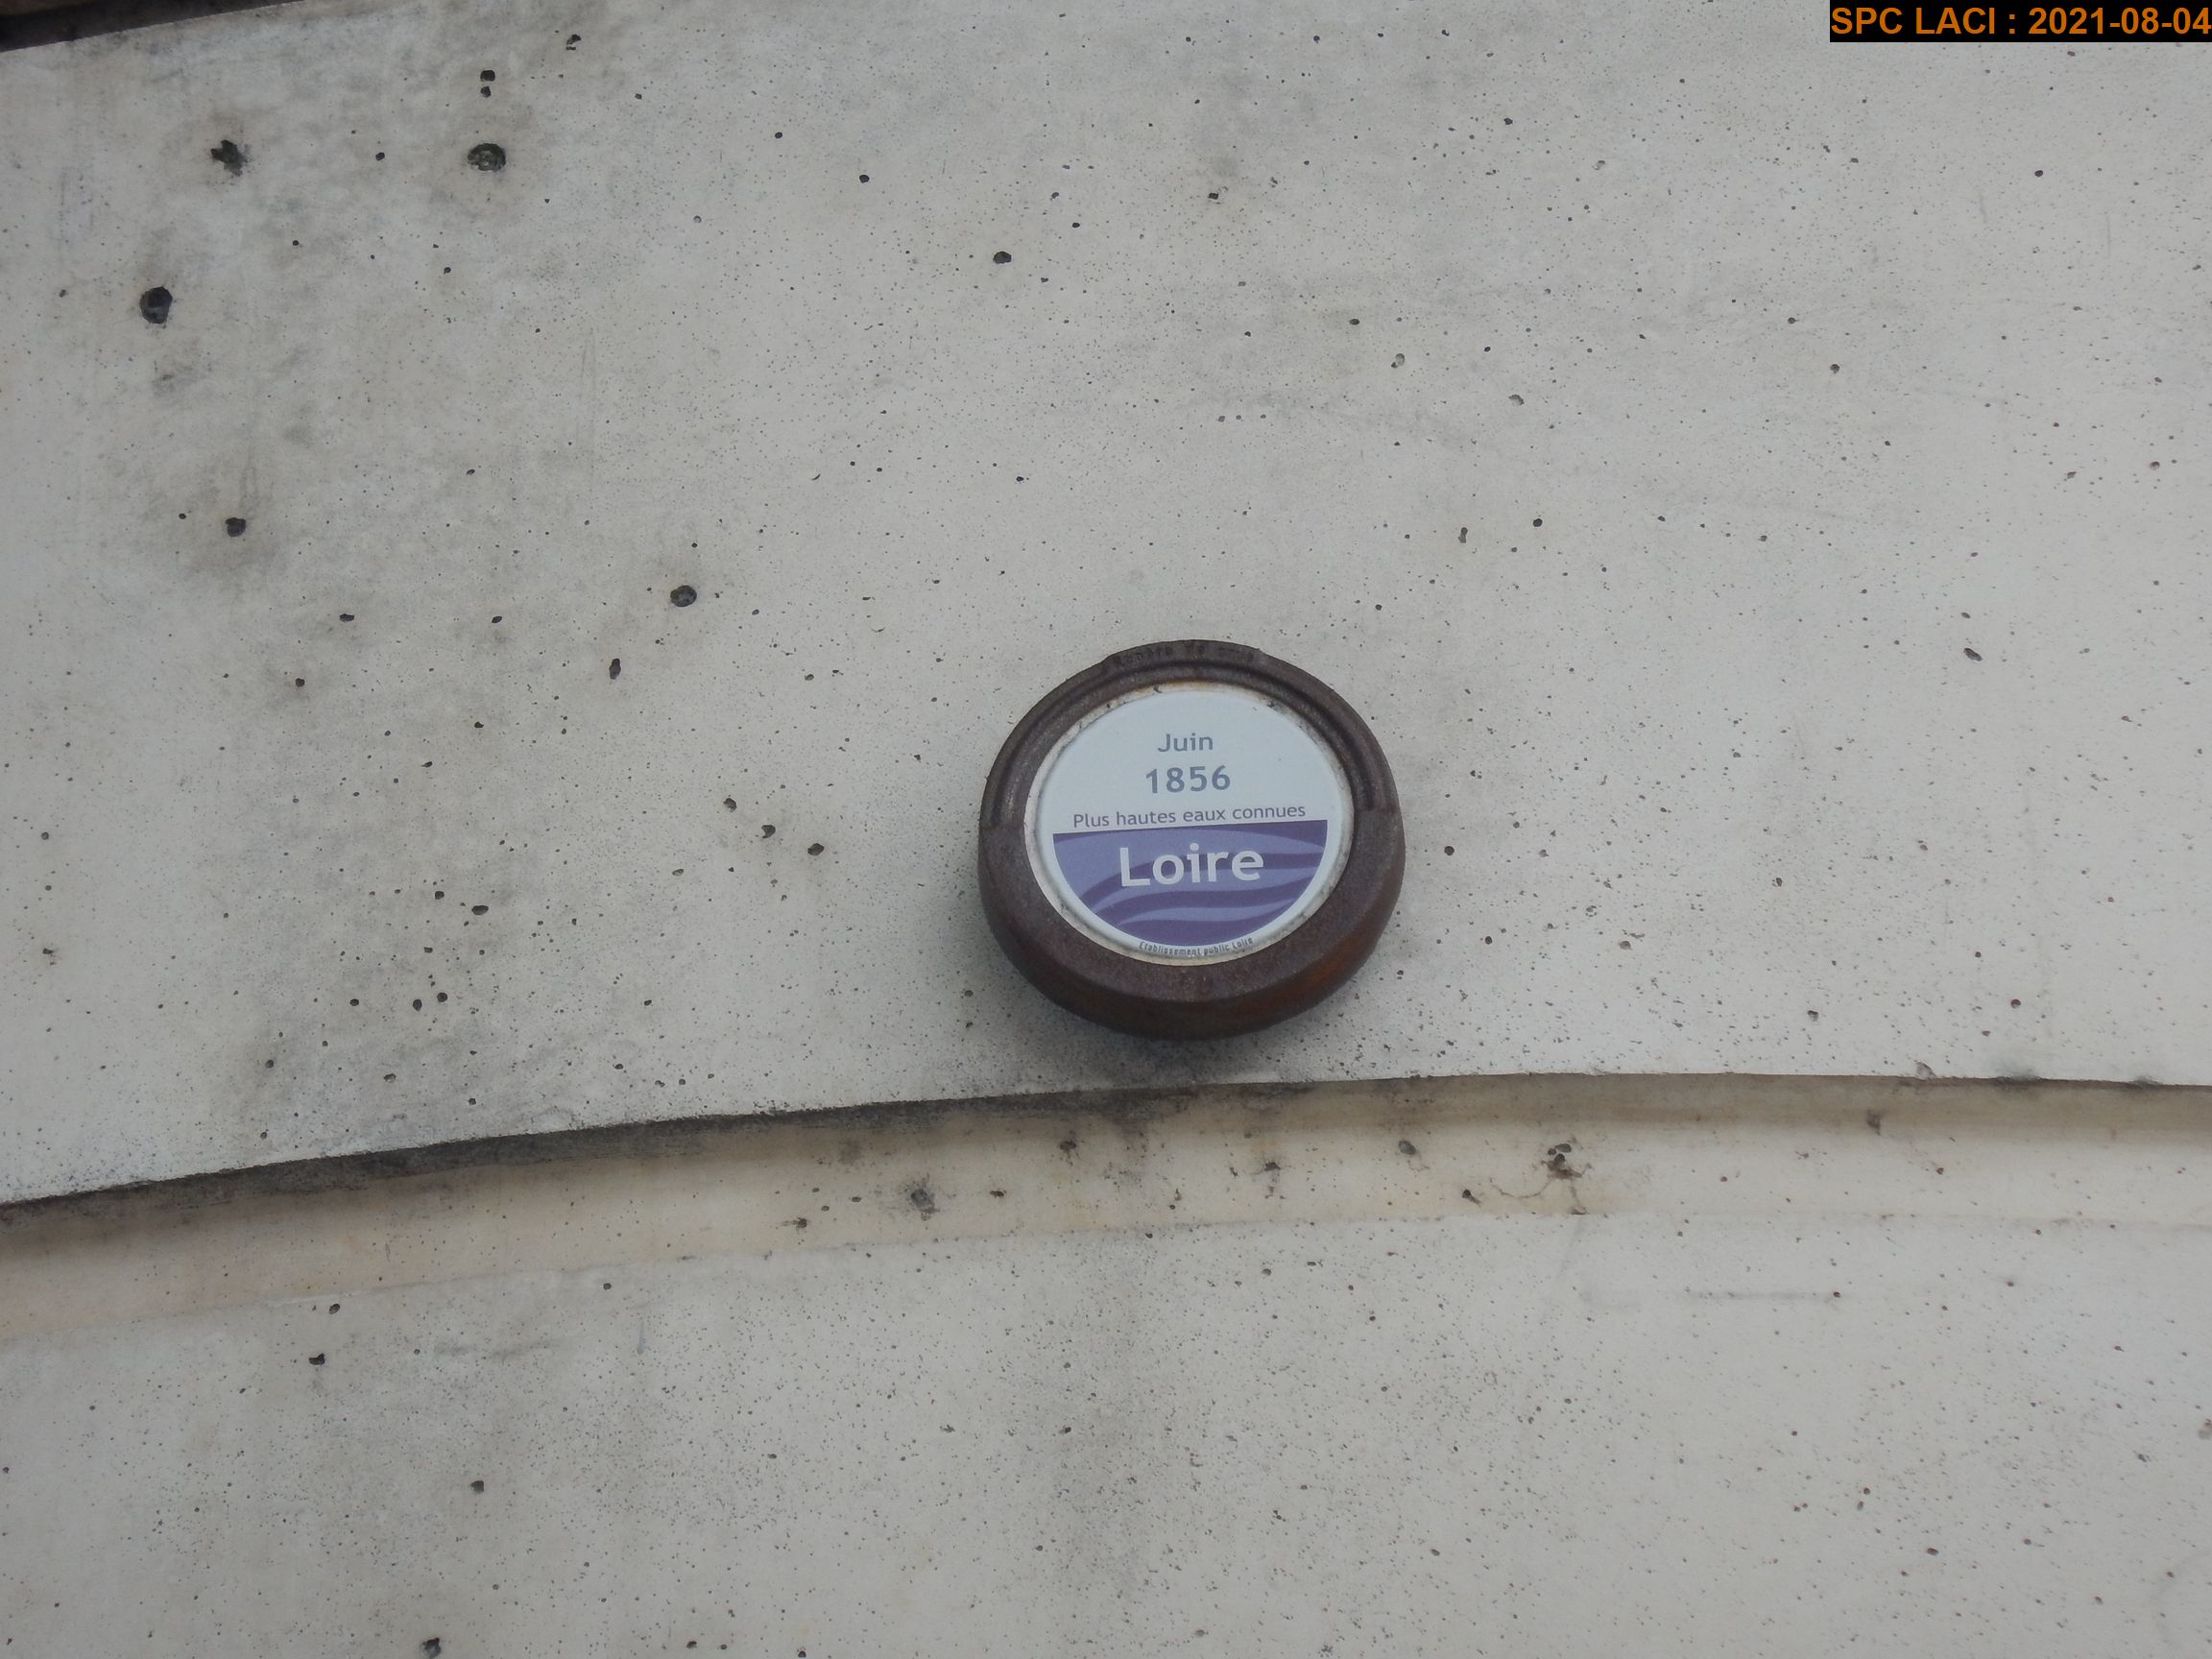 SPC LACI : 2021-08-04
Juin
1856
Plus hautes eaux connues
Loire
Etablissement public Loire